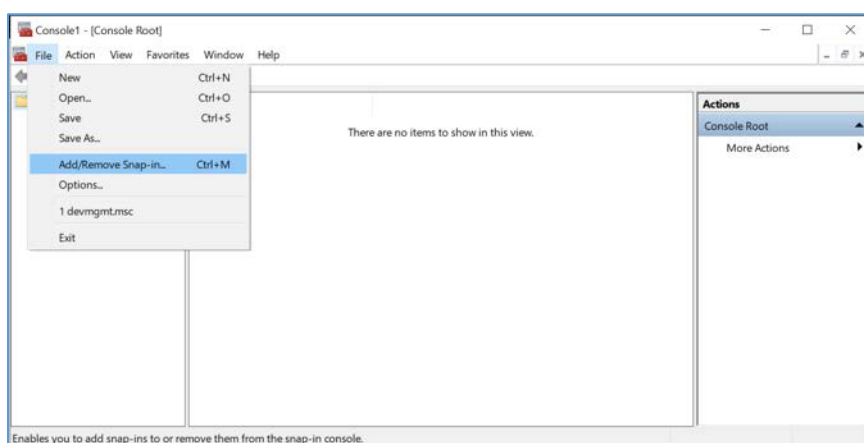 Console1 - [Console Root]
File Action View Favorites Window Help
New Ctrl+N
Open... Ctrl+O
Save Ctrl+S
Save As...
Add/Remove Snap-in... Ctrl+M
Options...
1 devmgmt.msc
Exit
There are no items to show in this view.
Actions
Console Root
More Actions
Enables you to add snap-ins to or remove them from the snap-in console.